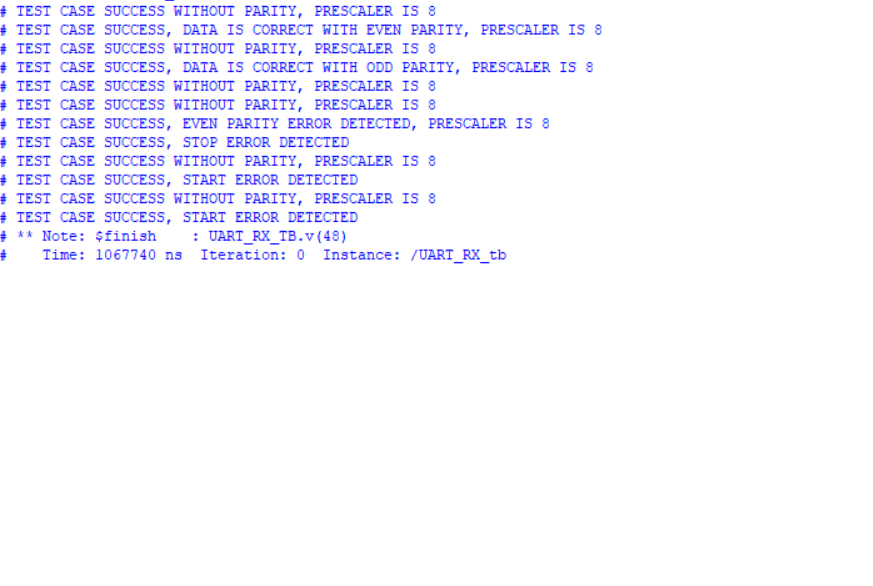 # TEST CASE SUCCESS WITHOUT PARITY, PRESCALER IS 8
# TEST CASE SUCCESS, DATA IS CORRECT WITH EVEN PARITY, PRESCALER IS 8
# TEST CASE SUCCESS WITHOUT PARITY, PRESCALER IS 8
# TEST CASE SUCCESS, DATA IS CORRECT WITH ODD PARITY, PRESCALER IS 8
# TEST CASE SUCCESS WITHOUT PARITY, PRESCALER IS 8
# TEST CASE SUCCESS WITHOUT PARITY, PRESCALER IS 8
# TEST CASE SUCCESS, EVEN PARITY ERROR DETECTED, PRESCALER IS 8
# TEST CASE SUCCESS, STOP ERROR DETECTED
# TEST CASE SUCCESS WITHOUT PARITY, PRESCALER IS 8
# TEST CASE SUCCESS, START ERROR DETECTED
# TEST CASE SUCCESS WITHOUT PARITY, PRESCALER IS 8
# TEST CASE SUCCESS, START ERROR DETECTED
# ** Note: $finish    : UART_RX_TB.v(48)
#    Time: 1067740 ns  Iteration: 0  Instance: /UART_RX_tb